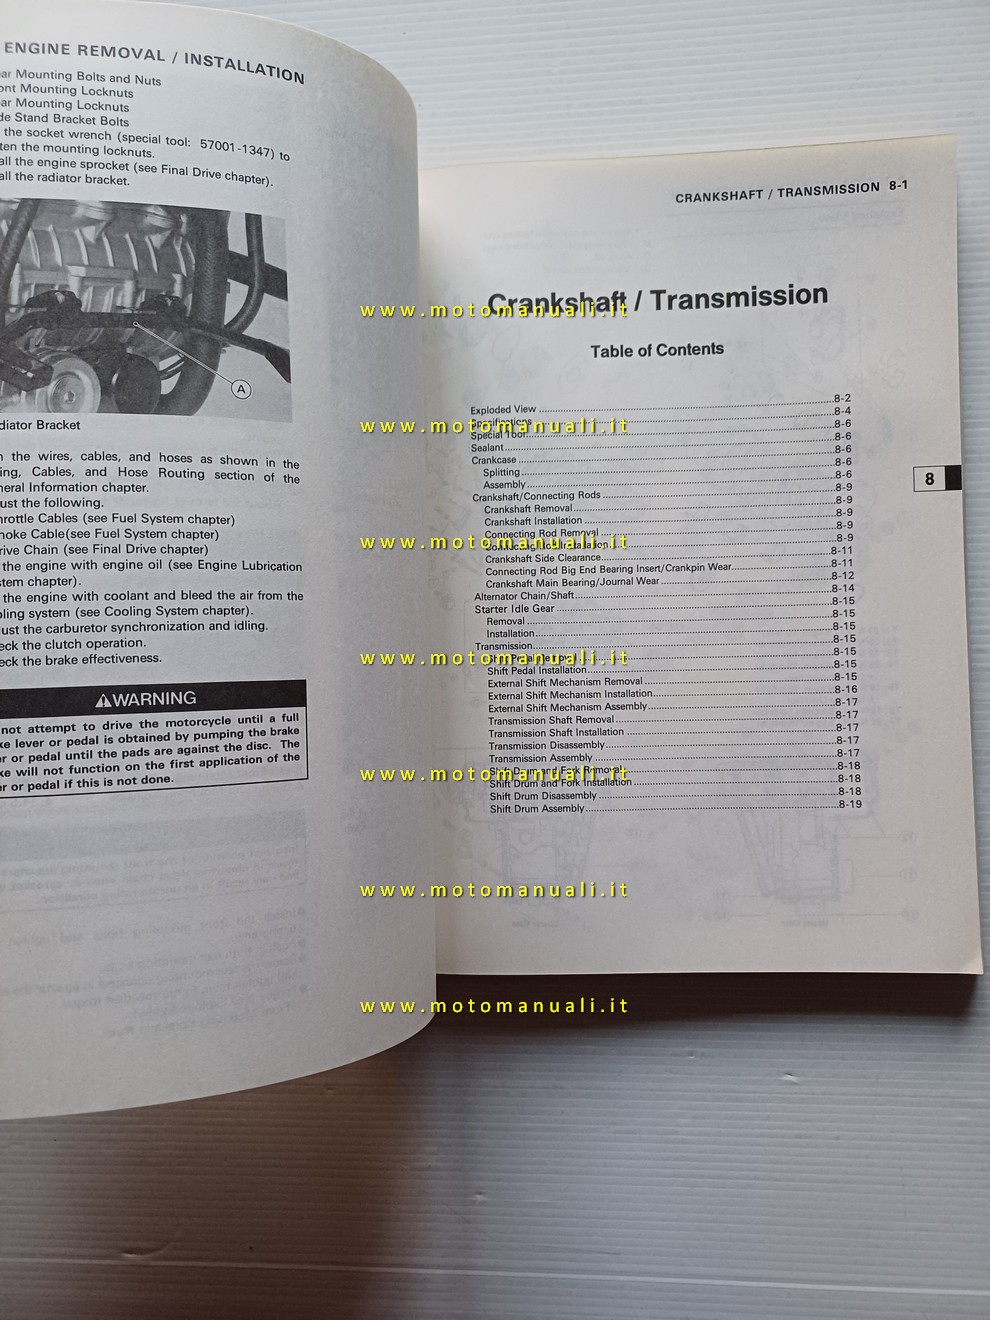 ENGINE REMOVAL / INSTALLATION
ar Mounting Bolts and Nuts
ont Mounting Locknuts
ar Mounting Locknuts
de Stand Bracket Bolts
the socket wrench (special tool: 57001-1347) to
ten the mounting locknuts.
all the engine sprocket (see Final Drive chapter).
all the radiator bracket.
A
diator Bracket
n the wires, cables, and hoses as shown in the
ing, Cables, and Hose Routing section of the
neral Information chapter.
ust the following.
hrottle Cables (see Fuel System chapter)
hoke Cable(see Fuel System chapter)
rive Chain (see Final Drive chapter)
the engine with engine oil (see Engine Lubrication
stem chapter).
the engine with coolant and bleed the air from the
oling system (see Cooling System chapter).
ust the carburetor synchronization and idling.
eck the clutch operation.
eck the brake effectiveness.
⚠WARNING
not attempt to drive the motorcycle until a full
ke lever or pedal is obtained by pumping the brake
er or pedal until the pads are against the disc. The
ke will not function on the first application of the
er or pedal if this is not done.
CRANKSHAFT / TRANSMISSION 8-1
Crankshaft / Transmission
Table of Contents
Exploded View 8-2
Specifications 8-4
Special Tool 8-6
Sealant 8-6
Crankcase 8-6
Splitting 8-6
Assembly 8-6
Crankshaft/Connecting Rods 8-9
Crankshaft Removal 8-9
Crankshaft Installation 8-9
Connecting Rod Removal 8-9
Connecting Rod Installation 8-9
Crankshaft Side Clearance 8-11
Connecting Rod Big End Bearing Insert/Crankpin Wear 8-11
Crankshaft Main Bearing/Journal Wear 8-12
Alternator Chain/Shaft 8-14
Starter Idle Gear 8-15
Removal 8-15
Installation 8-15
Transmission 8-15
Shift Pedal Removal 8-15
Shift Pedal Installation 8-15
External Shift Mechanism Removal 8-15
External Shift Mechanism Installation 8-16
External Shift Mechanism Assembly 8-17
Transmission Shaft Removal 8-17
Transmission Shaft Installation 8-17
Transmission Disassembly 8-17
Transmission Assembly 8-17
Shift Drum and Fork Removal 8-18
Shift Drum and Fork Installation 8-18
Shift Drum Disassembly 8-18
Shift Drum Assembly 8-19
8
www.motomanuali.it
www.motomanuali.it
www.motomanuali.it
www.motomanuali.it
www.motomanuali.it
www.motomanuali.it
www.motomanuali.it